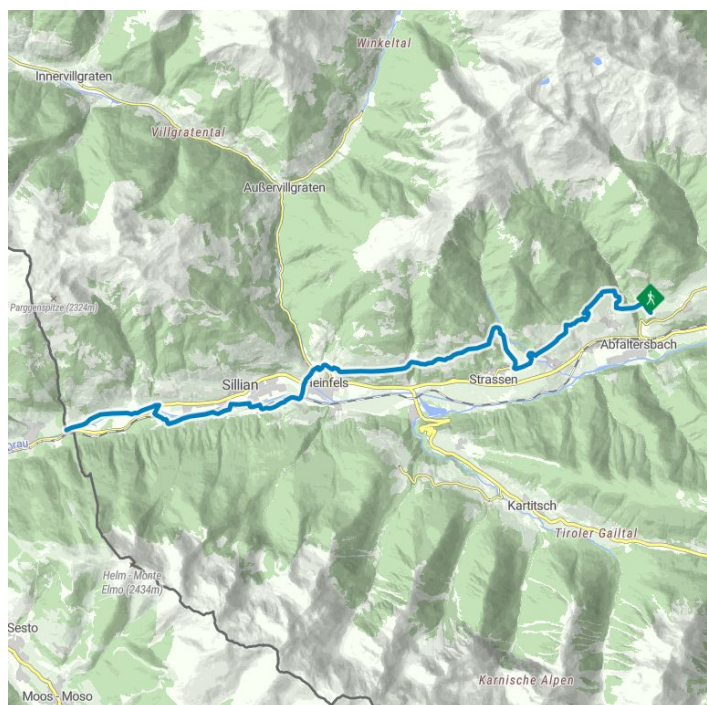 Winkeltal
Innervillgraten
Villgratental
Außervillgraten
Parggenspitze (2324m)
Abfaltersbach
Sillian
Heinfels
Strassen
Drau
Kartitsch
Tiroler Gailtal
Helm - Monte
Elmo (2434m)
Sesto
Karnische Alpen
Moos - Moso